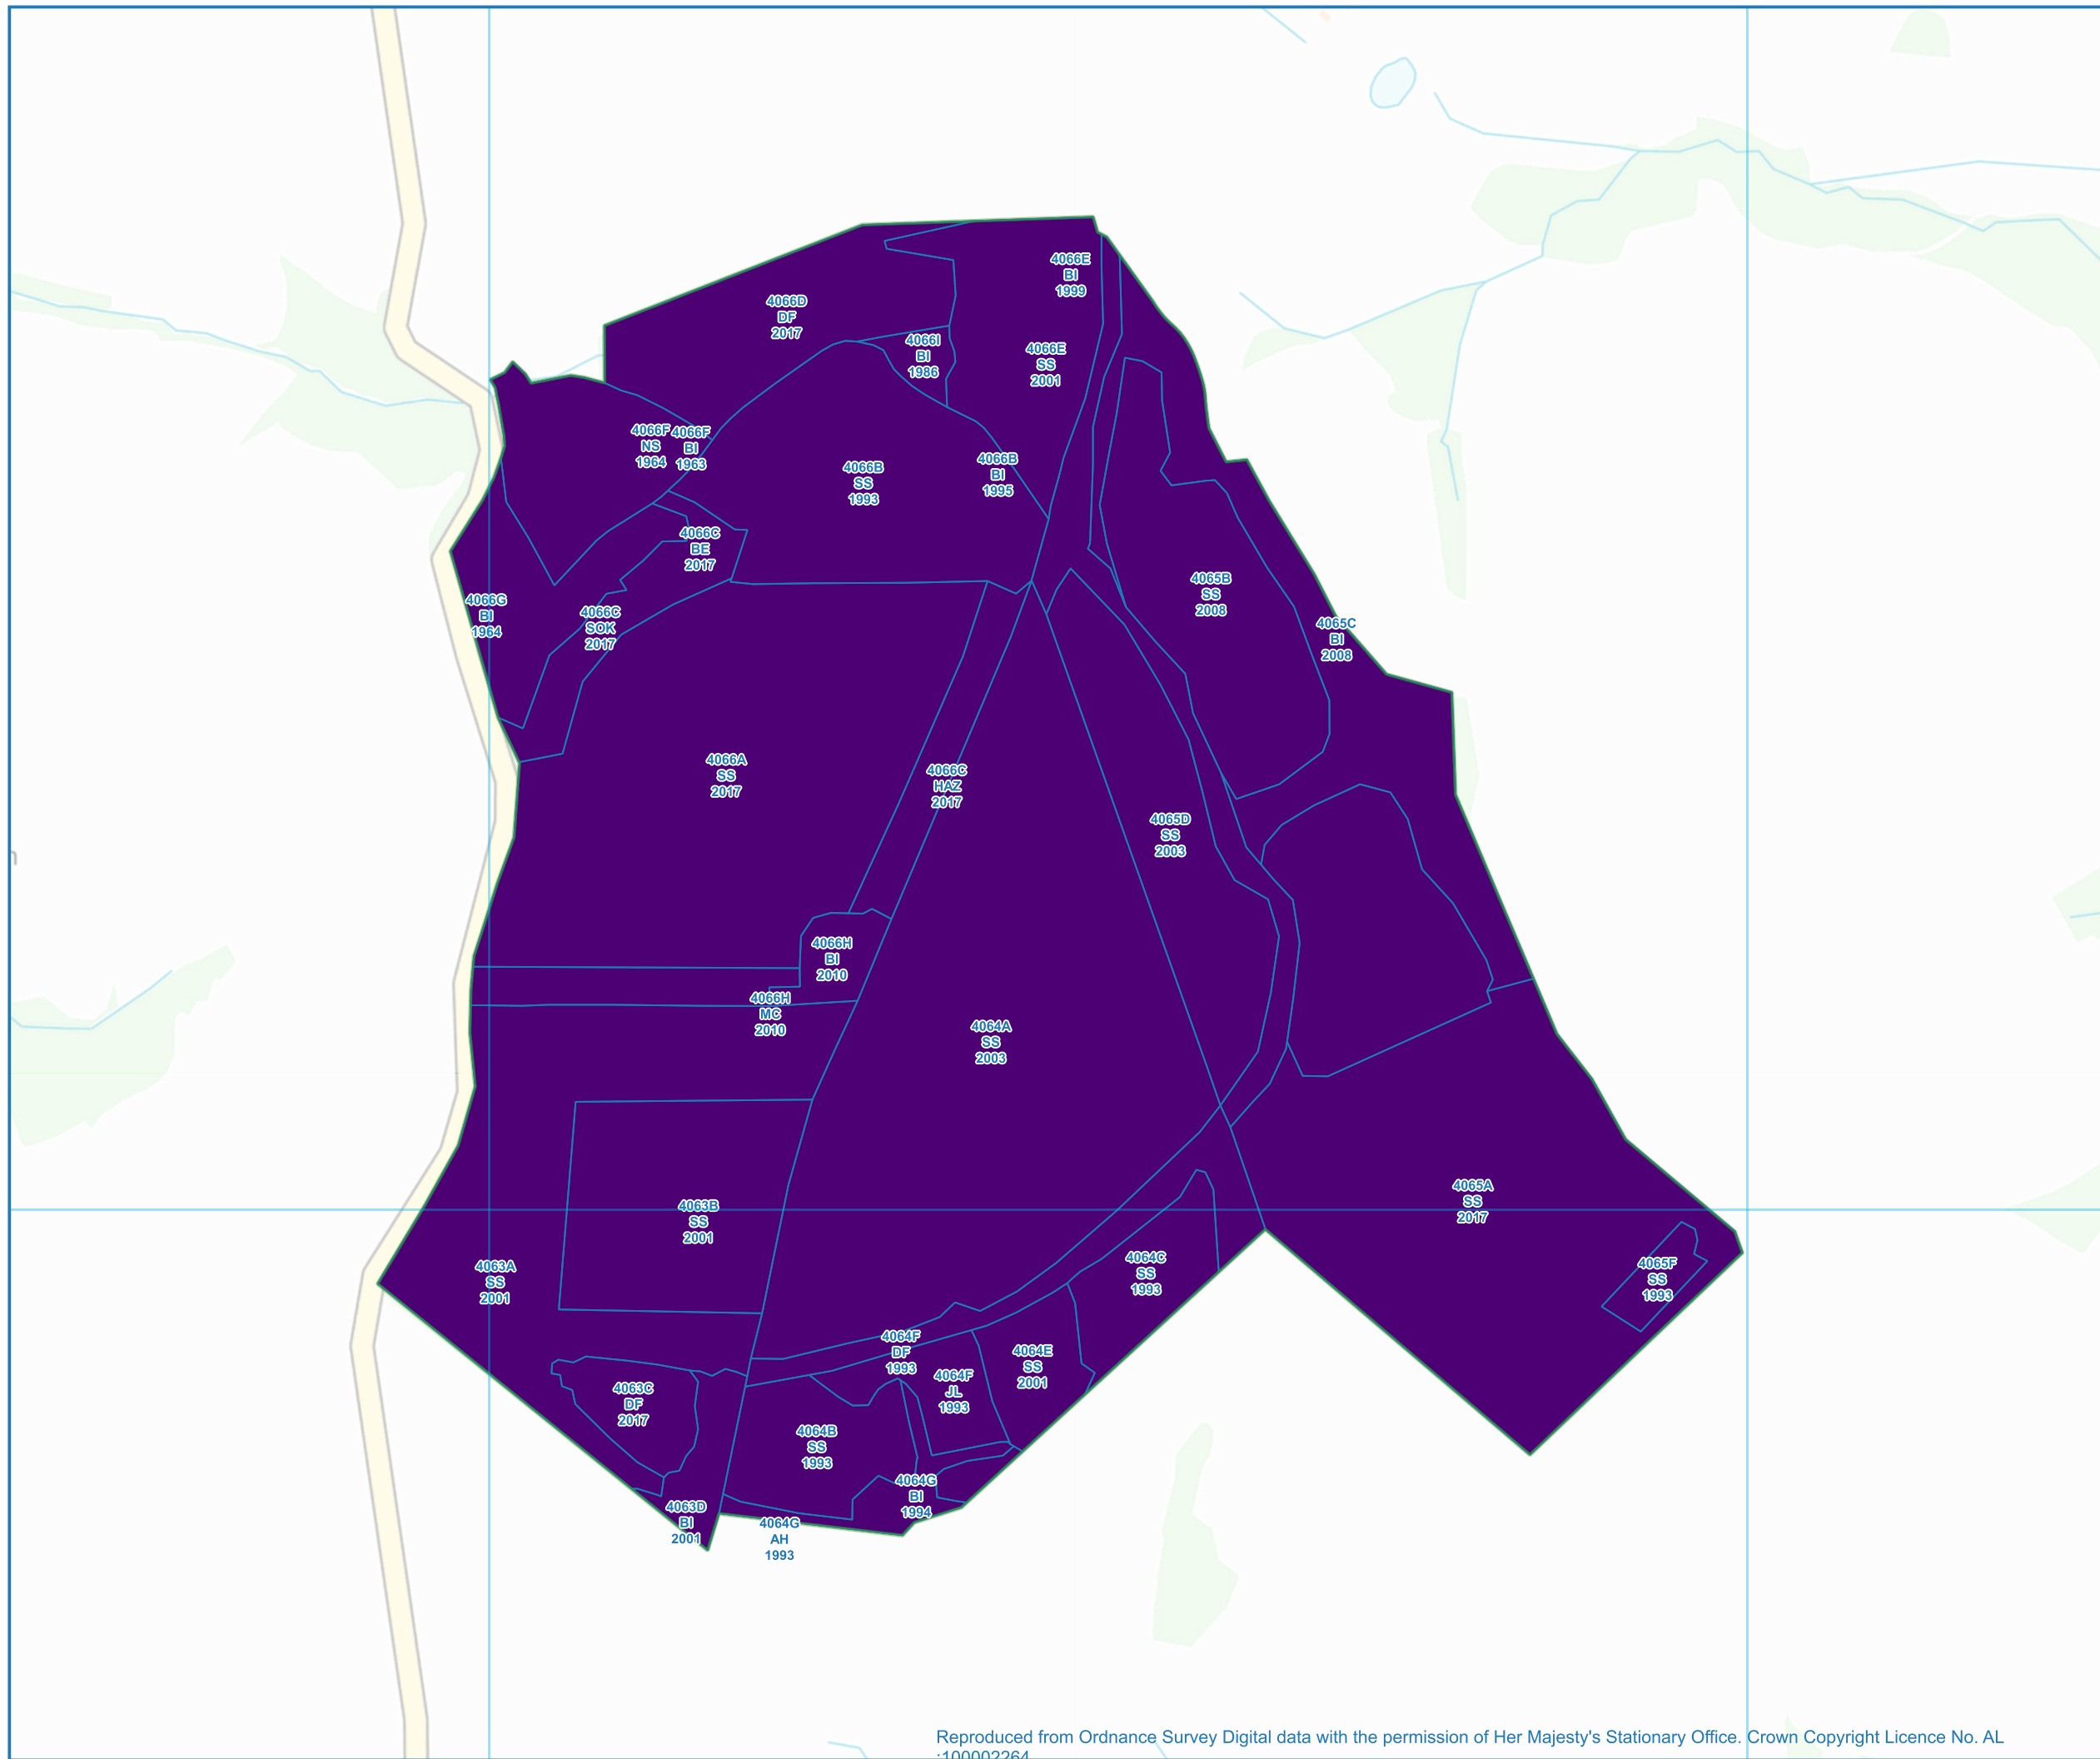 4066E
BI
1999
4066D
DF
2017
4066I
BI
1986
4066E
SS
2001
4066F
NS
1964
4066F
BI
1963
4066B
SS
1993
4066B
BI
1995
4066C
BE
2017
4065B
SS
2008
4066G
BI
1964
4066C
SOK
2017
4065C
BI
2008
4066A
SS
2017
4066C
HAZ
2017
4065D
SS
2003
4066H
BI
2010
4066H
MC
2010
4064A
SS
2003
4063B
SS
2001
4065A
SS
2017
4063A
SS
2001
4064C
SS
1993
4065F
SS
1993
4064F
DF
1993
4064E
SS
2001
4063C
DF
2017
4064F
JL
1993
4064B
SS
1993
4064G
BI
1994
4063D
BI
2001
4064G
AH
1993
Reproduced from Ordnance Survey Digital data with the permission of Her Majesty's Stationary Office. Crown Copyright Licence No. AL
:100002264